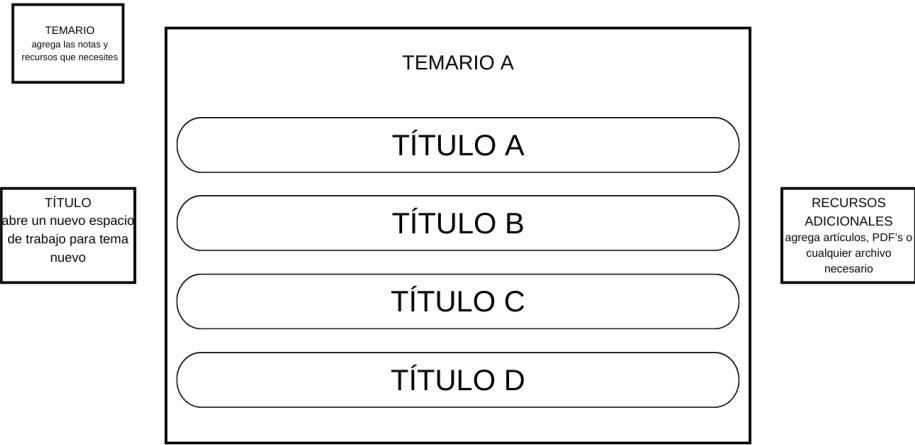 TEMARIO
agrega las notas y
recursos que necesites
TEMARIO A
TÍTULO A
TÍTULO B
TÍTULO C
TÍTULO D
TÍTULO
abre un nuevo espacio
de trabajo para tema
nuevo
RECURSOS
ADICIONALES
agrega artículos, PDF's o
cualquier archivo
necesario